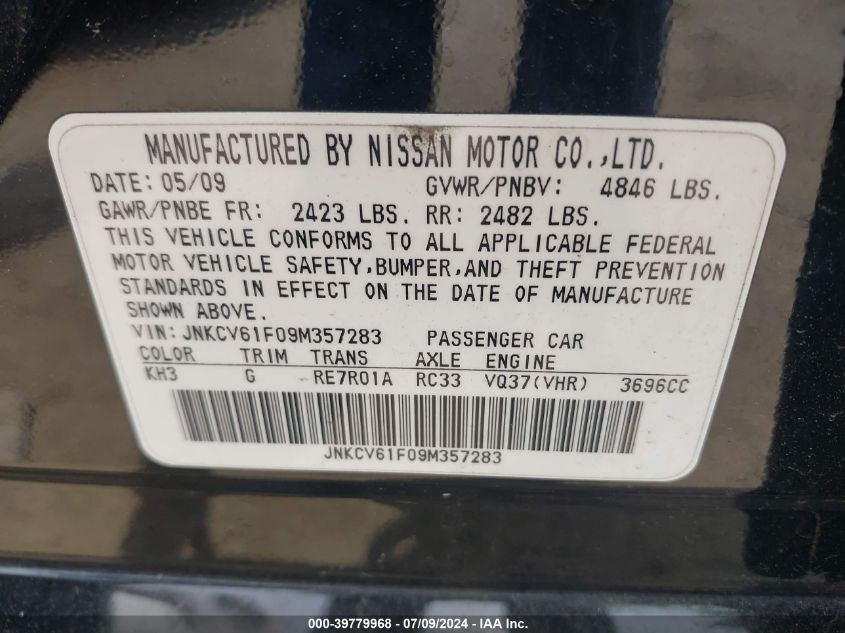 MANUFACTURED BY NISSAN MOTOR CO.,LTD.
DATE: 05/09 GVWR/PNBV: 4846 LBS.
GAWR/PNBE FR: 2423 LBS. RR: 2482 LBS.
THIS VEHICLE CONFORMS TO ALL APPLICABLE FEDERAL
MOTOR VEHICLE SAFETY,BUMPER,AND THEFT PREVENTION
STANDARDS IN EFFECT ON THE DATE OF MANUFACTURE
SHOWN ABOVE.
VIN: JNKCV61F09M357283 PASSENGER CAR
COLOR TRIM TRANS AXLE ENGINE
KH3 G RE7R01A RC33 VQ37(VHR) 3696CC
JNKCV61F09M357283
000-39779968 - 07/09/2024 - IAAI.com